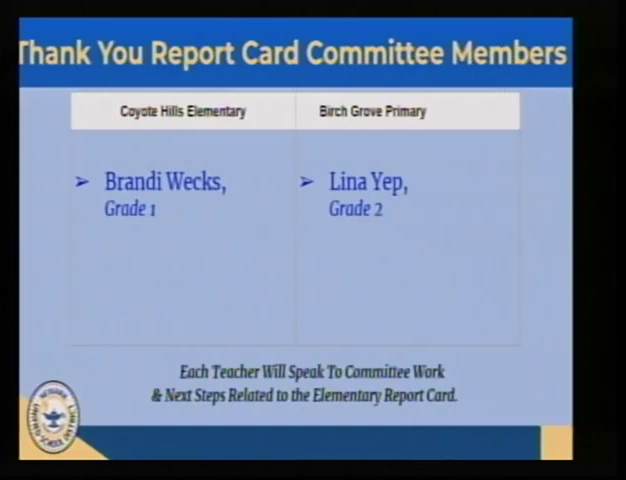 Thank You Report Card Committee Members
Coyote Hills Elementary
Birch Grove Primary
➢ Brandi Wecks,
Grade 1
➢ Lina Yep,
Grade 2
Each Teacher Will Speak To Committee Work
& Next Steps Related to the Elementary Report Card.